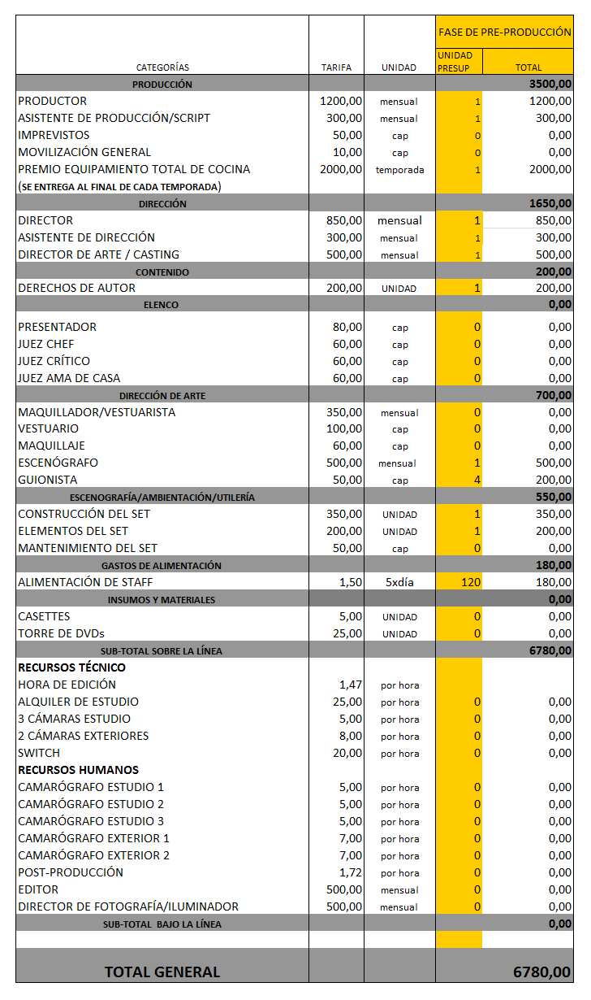 FASE DE PRE-PRODUCCIÓN
CATEGORÍAS TARIFA UNIDAD UNIDAD PRESUP TOTAL
PRODUCCIÓN 3500,00
PRODUCTOR 1200,00 mensual 1 1200,00
ASISTENTE DE PRODUCCIÓN/SCRIPT 300,00 mensual 1 300,00
IMPREVISTOS 50,00 cap 0 0,00
MOVILIZACIÓN GENERAL 10,00 cap 0 0,00
PREMIO EQUIPAMIENTO TOTAL DE COCINA 2000,00 temporada 1 2000,00
(SE ENTREGA AL FINAL DE CADA TEMPORADA)
DIRECCIÓN 1650,00
DIRECTOR 850,00 mensual 1 850,00
ASISTENTE DE DIRECCIÓN 300,00 mensual 1 300,00
DIRECTOR DE ARTE / CASTING 500,00 mensual 1 500,00
CONTENIDO 200,00
DERECHOS DE AUTOR 200,00 UNIDAD 1 200,00
ELENCO 0,00
PRESENTADOR 80,00 cap 0 0,00
JUEZ CHEF 60,00 cap 0 0,00
JUEZ CRÍTICO 60,00 cap 0 0,00
JUEZ AMA DE CASA 60,00 cap 0 0,00
DIRECCIÓN DE ARTE 700,00
MAQUILLADOR/VESTUARISTA 350,00 mensual 0 0,00
VESTUARIO 100,00 cap 0 0,00
MAQUILLAJE 60,00 cap 0 0,00
ESCENÓGRAFO 500,00 mensual 1 500,00
GUIONISTA 50,00 cap 4 200,00
ESCENOGRAFÍA/AMBIENTACIÓN/UTILERÍA 550,00
CONSTRUCCIÓN DEL SET 350,00 UNIDAD 1 350,00
ELEMENTOS DEL SET 200,00 UNIDAD 1 200,00
MANTENIMIENTO DEL SET 50,00 cap 0 0,00
GASTOS DE ALIMENTACIÓN 180,00
ALIMENTACIÓN DE STAFF 1,50 5xdía 120 180,00
INSUMOS Y MATERIALES 0,00
CASETTES 5,00 UNIDAD 0 0,00
TORRE DE DVDs 25,00 UNIDAD 0 0,00
SUB-TOTAL SOBRE LA LÍNEA 6780,00
RECURSOS TÉCNICO
HORA DE EDICIÓN 1,47 por hora
ALQUILER DE ESTUDIO 25,00 por hora 0 0,00
3 CÁMARAS ESTUDIO 5,00 por hora 0 0,00
2 CÁMARAS EXTERIORES 8,00 por hora 0 0,00
SWITCH 20,00 por hora 0 0,00
RECURSOS HUMANOS
CAMARÓGRAFO ESTUDIO 1 5,00 por hora 0 0,00
CAMARÓGRAFO ESTUDIO 2 5,00 por hora 0 0,00
CAMARÓGRAFO ESTUDIO 3 5,00 por hora 0 0,00
CAMARÓGRAFO EXTERIOR 1 7,00 por hora 0 0,00
CAMARÓGRAFO EXTERIOR 2 7,00 por hora 0 0,00
POST-PRODUCCIÓN 1,72 por hora 0 0,00
EDITOR 500,00 mensual 0 0,00
DIRECTOR DE FOTOGRAFÍA/ILUMINADOR 500,00 mensual 0 0,00
SUB-TOTAL BAJO LA LÍNEA 0,00
TOTAL GENERAL 6780,00